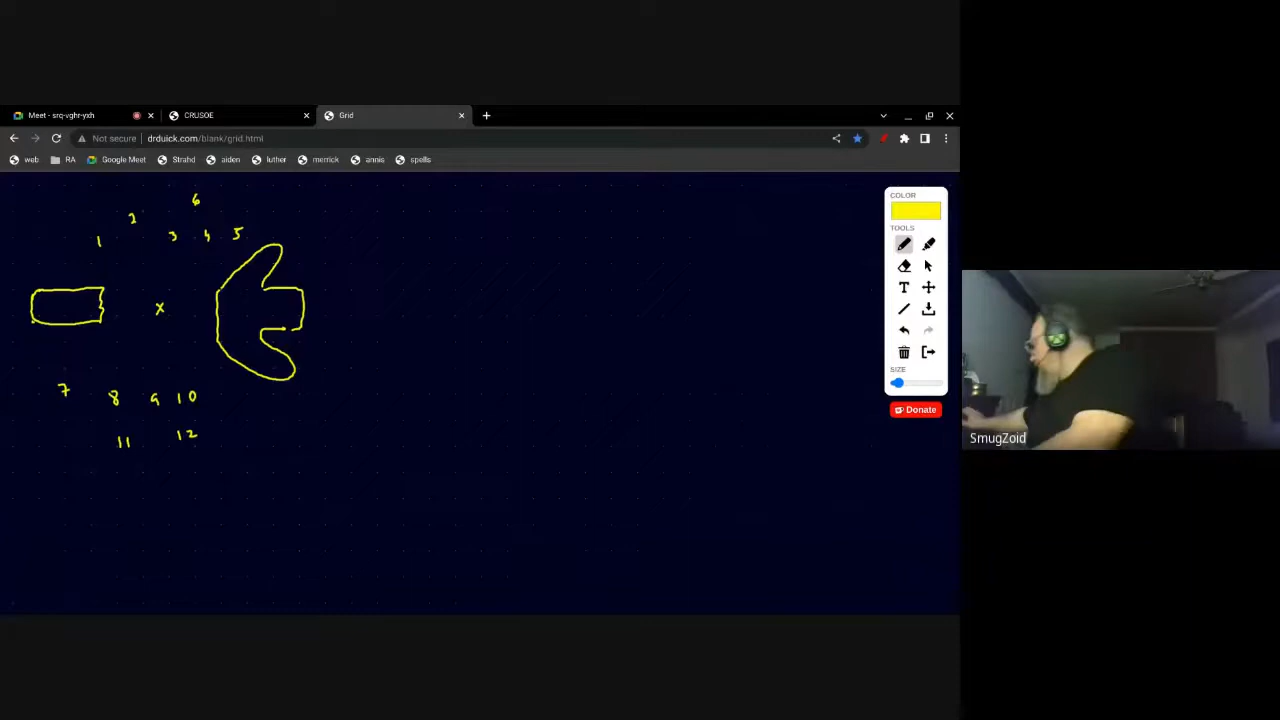 Meet - srq-vghr-yxh
CRUSOE
Grid
Not secure
drduick.com/blank/grid.html
web
RA
Google Meet
Strahd
aiden
luther
merrick
annis
spells
6
2
1
3
4
5
x
7
8
9
10
11
12
COLOR
TOOLS
T
SIZE
Donate
SmugZoid